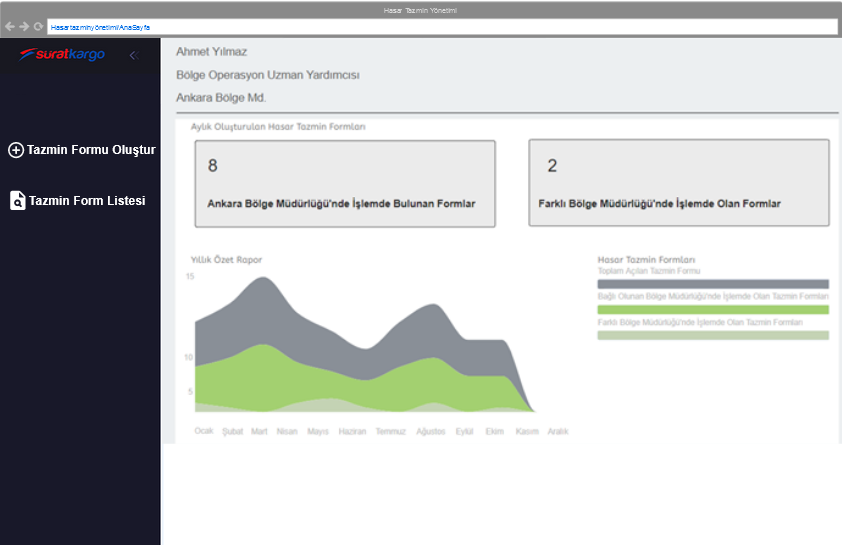 Hasar Tazmin Yönetimi
Hasartazminyönetimi/AnaSayfa
suratkargo
Ahmet Yılmaz
Bölge Operasyon Uzman Yardımcısı
Ankara Bölge Md.
Tazmin Formu Oluştur
Tazmin Form Listesi
Aylık Oluşturulan Hasar Tazmin Formları
8
Ankara Bölge Müdürlüğü'nde İşlemde Bulunan Formlar
2
Farklı Bölge Müdürlüğü'nde İşlemde Olan Formlar
Yıllık Özet Rapor
15
10
5
Ocak Şubat Mart Nisan Mayıs Haziran Temmuz Ağustos Eylül Ekim Kasım Aralık
Hasar Tazmin Formları
Toplam Açılan Tazmin Formu
Bağlı Olunan Bölge Müdürlüğü'nde İşlemde Olan Tazmin Formları
Farklı Bölge Müdürlüğü'nde İşlemde Olan Tazmin Formları